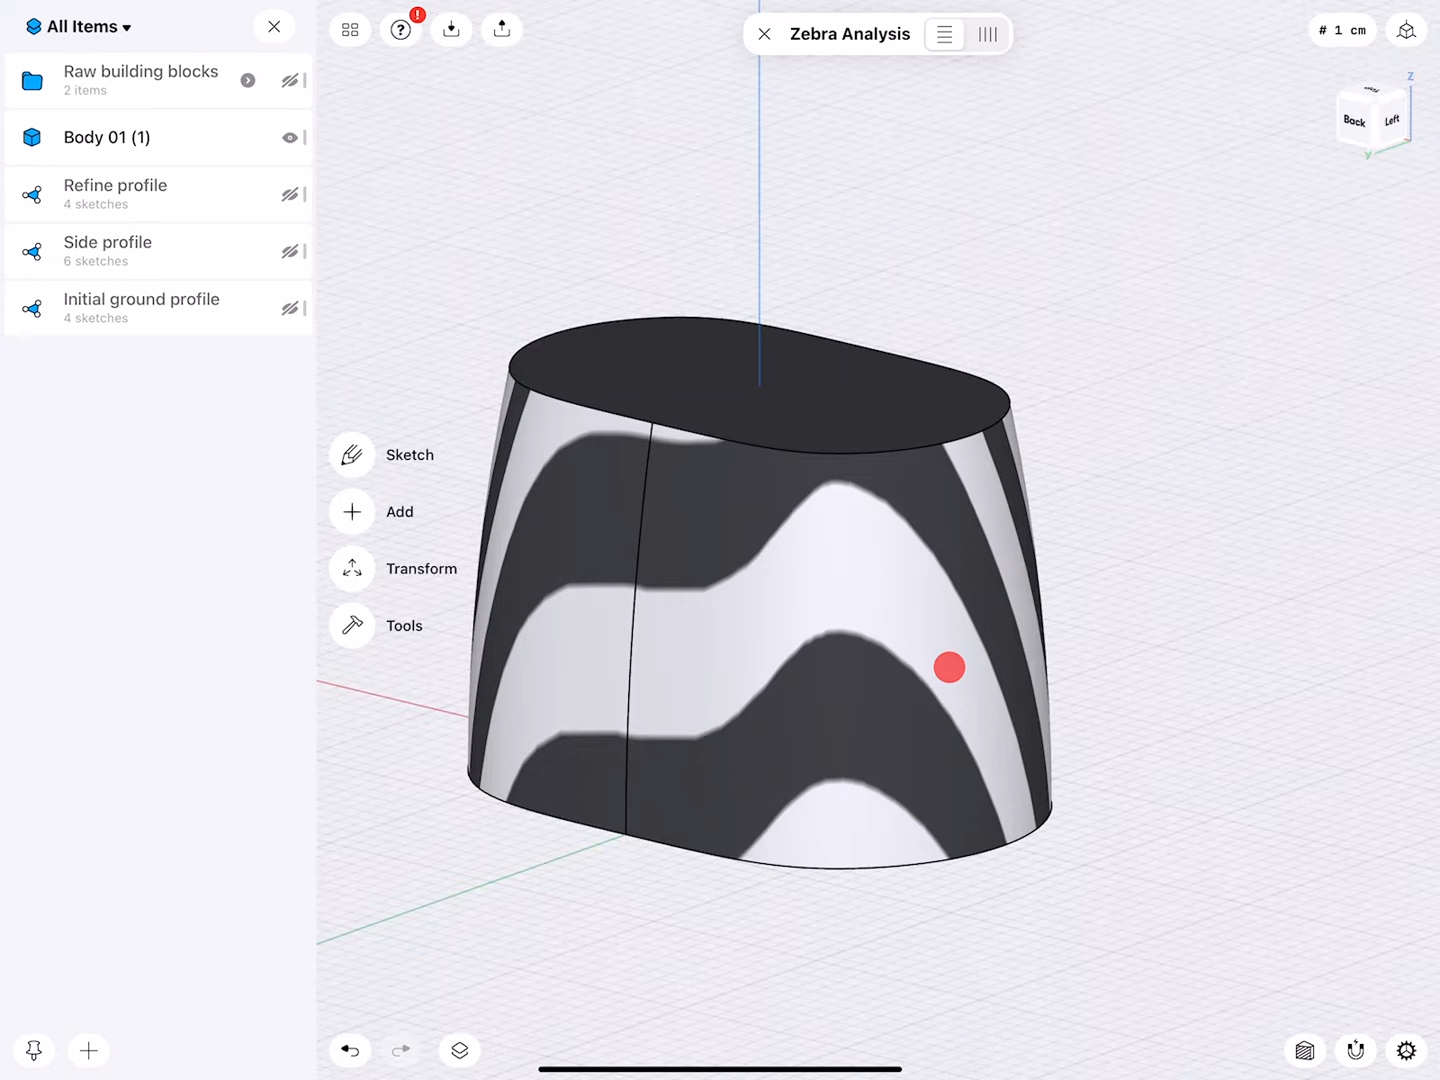 All Items
Raw building blocks
2 items
Body 01 (1)
Refine profile
4 sketches
Side profile
6 sketches
Initial ground profile
4 sketches
?
!
Zebra Analysis
# 1 cm
Z
Top
Back
Left
Y
Sketch
Add
Transform
Tools